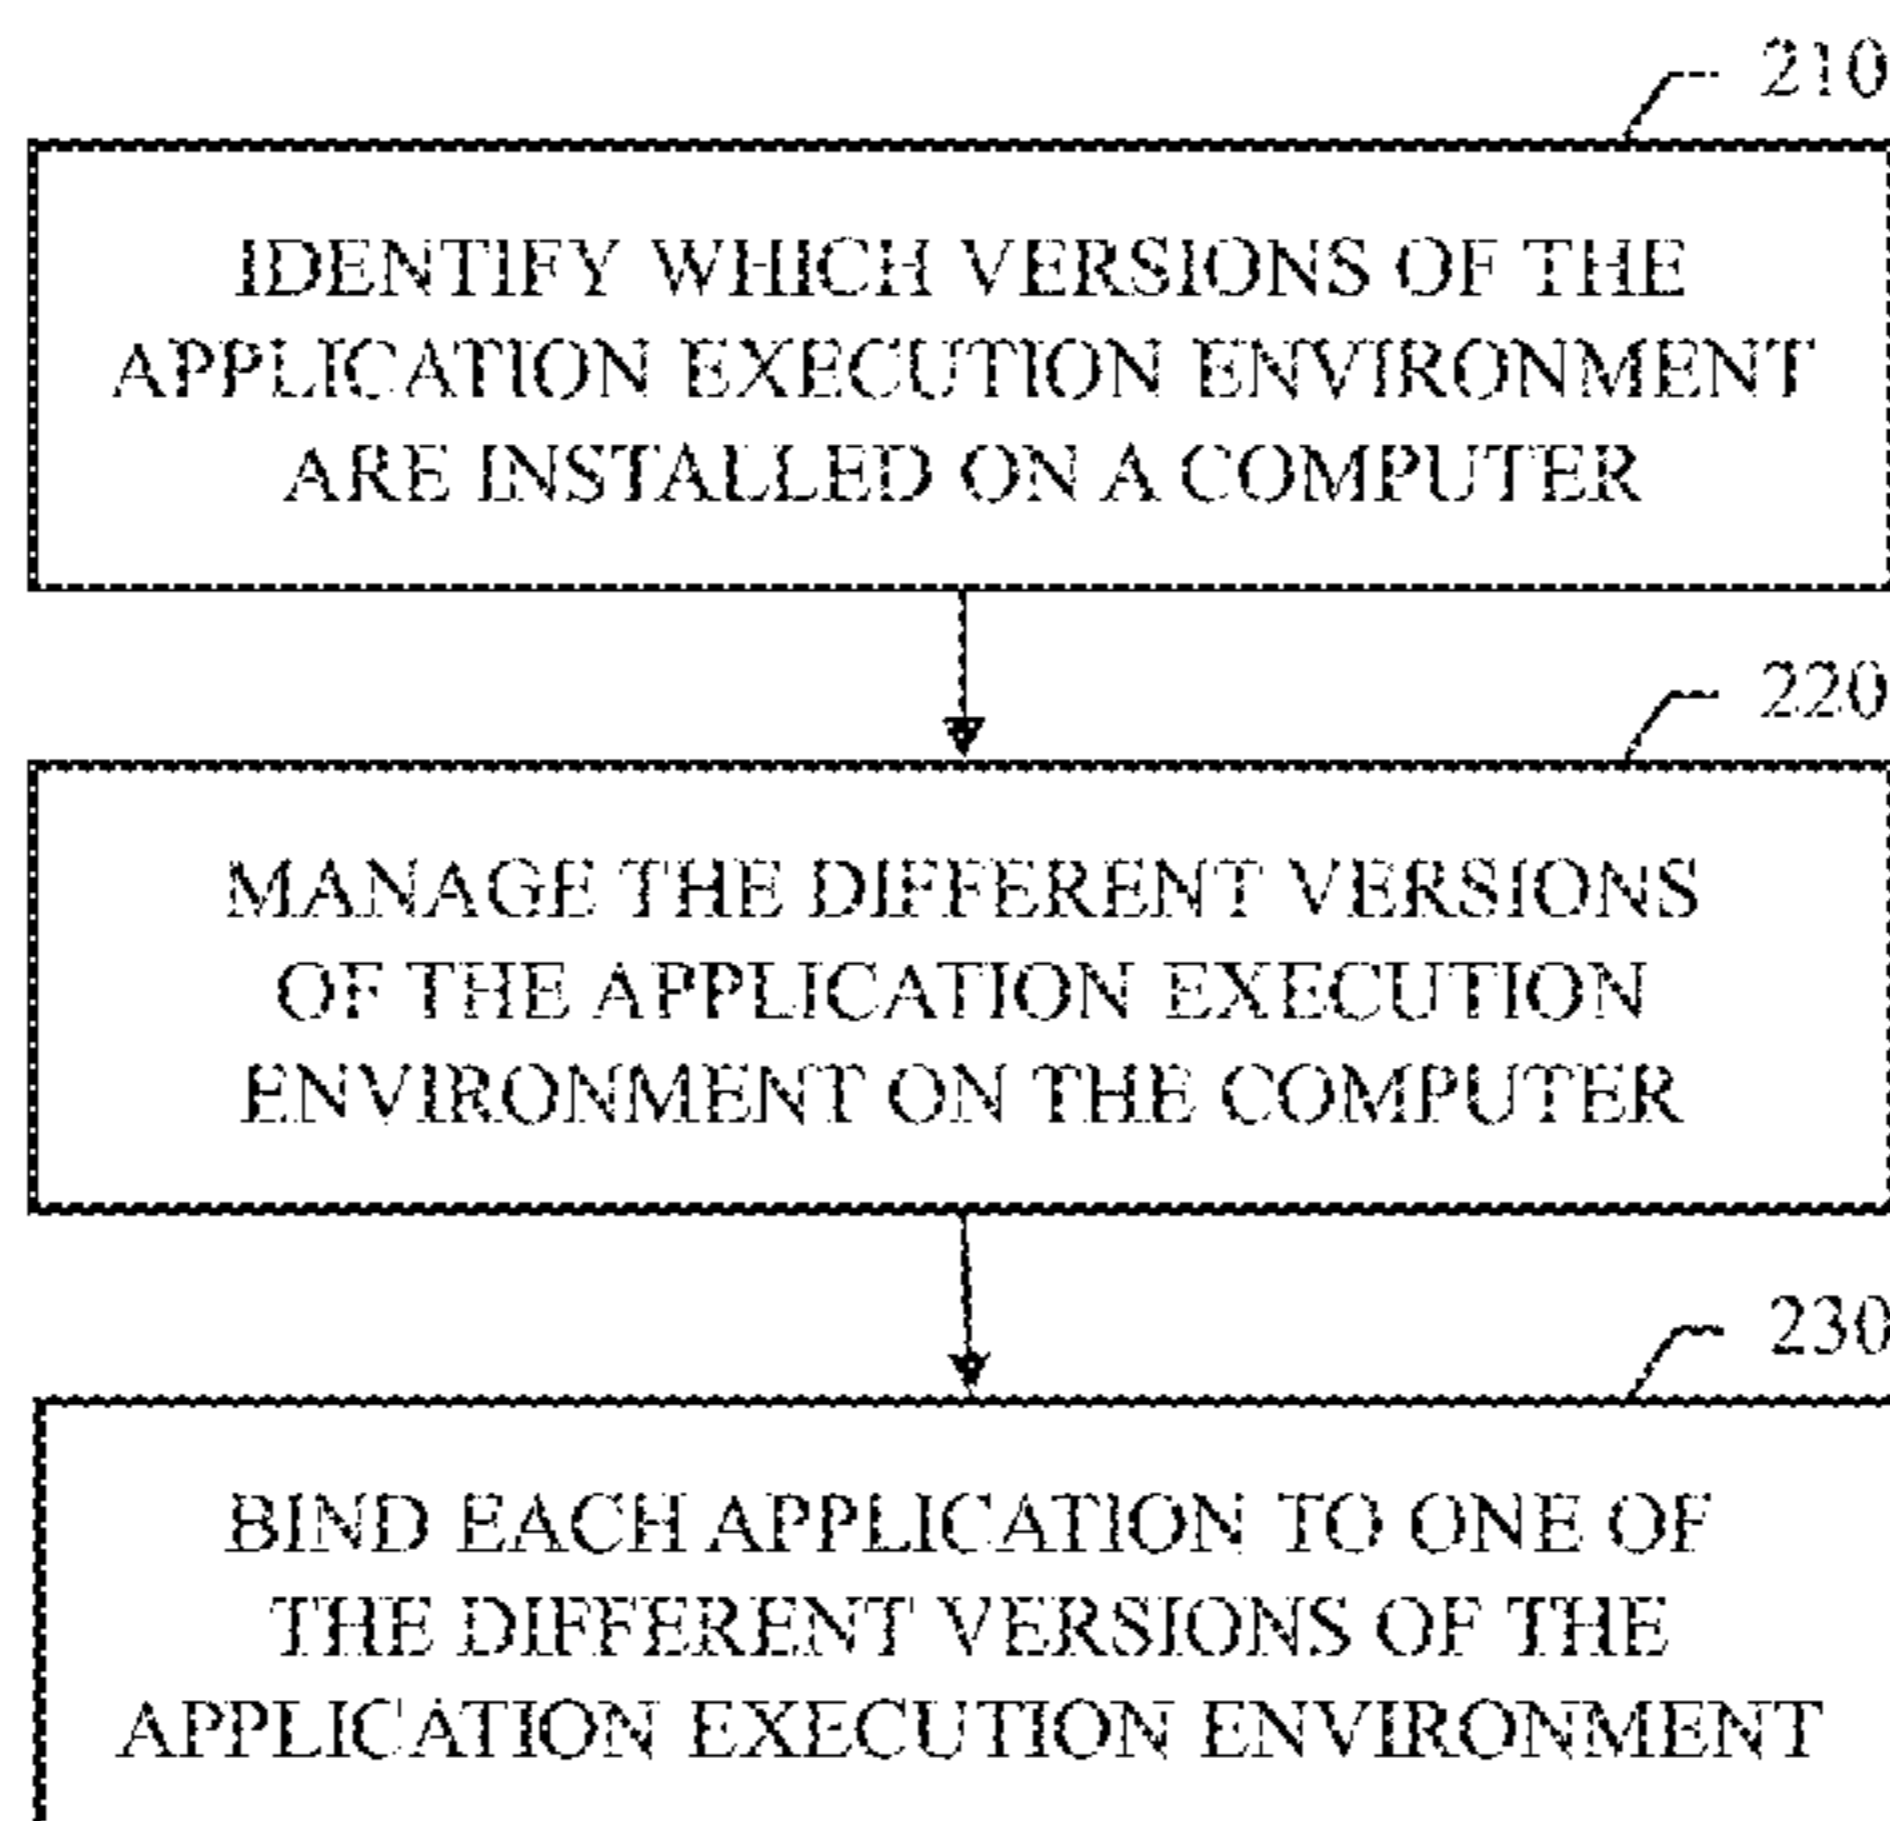 210
IDENTIFY WHICH VERSIONS OF THE
APPLICATION EXECUTION ENVIRONMENT
ARE INSTALLED ON A COMPUTER
220
MANAGE THE DIFFERENT VERSIONS
OF THE APPLICATION EXECUTION
ENVIRONMENT ON THE COMPUTER
230
BIND EACH APPLICATION TO ONE OF
THE DIFFERENT VERSIONS OF THE
APPLICATION EXECUTION ENVIRONMENT